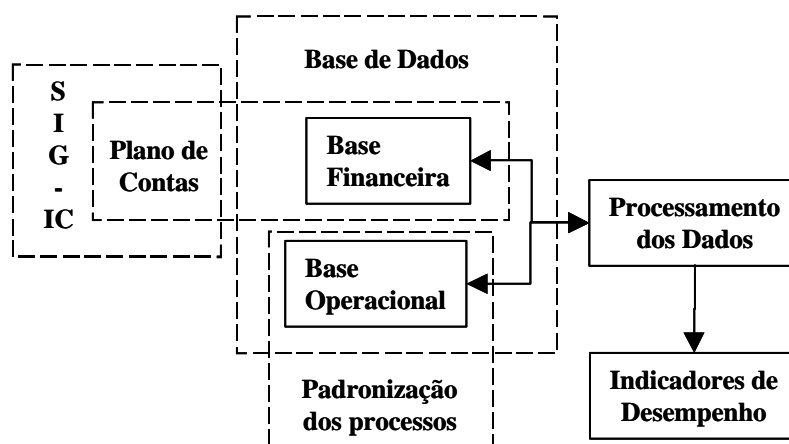 Base de Dados
S
I
G
-
IC
Plano de
Contas
Base
Financeira
Processamento
dos Dados
Base
Operacional
Indicadores de
Desempenho
Padronização
dos processos